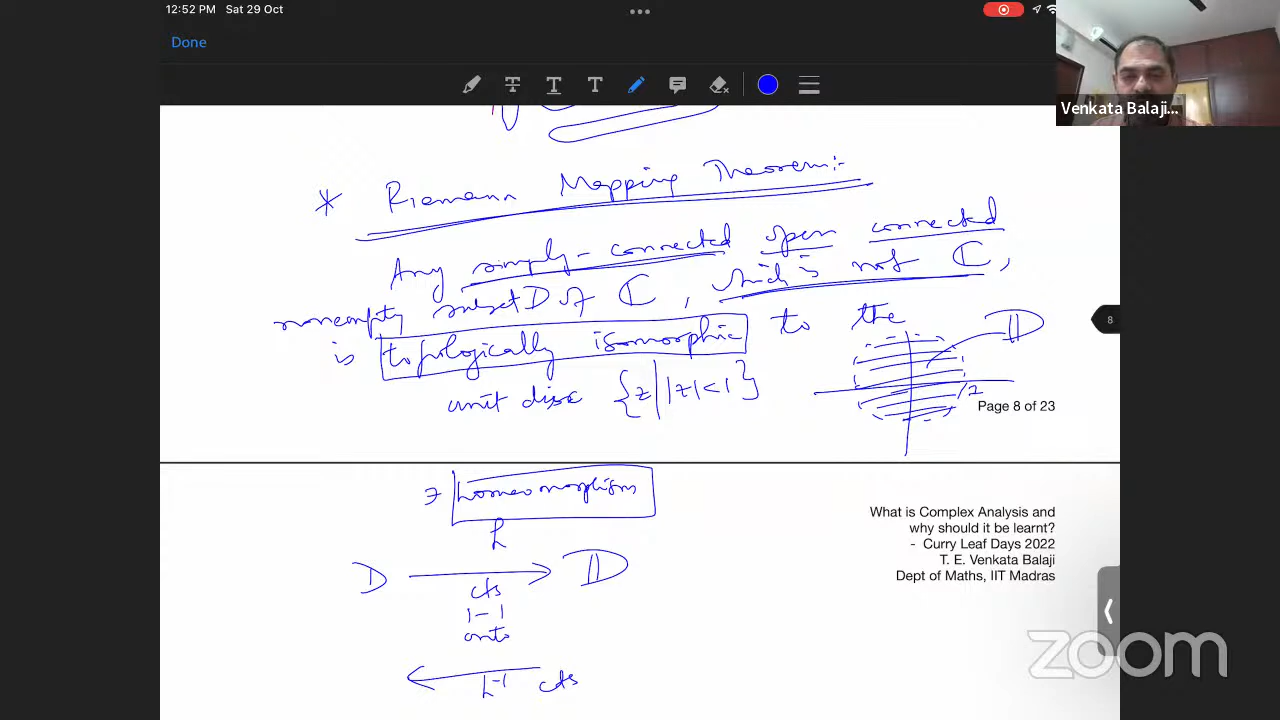 12:52 PM Sat 29 Oct
Done
Venkata Balaji...
* Riemann Mapping Theorem:-
Any simply-connected open connected
nonempty subset D of ℂ, which is not ℂ,
is topologically isomorphic to the
unit disc {z | |z| < 1}
𝔻
1
Page 8 of 23
8
∃ homeomorphism
h
D → 𝔻
cts
1-1
onto
← h⁻¹ cts
What is Complex Analysis and
why should it be learnt?
- Curry Leaf Days 2022
T. E. Venkata Balaji
Dept of Maths, IIT Madras
zoom